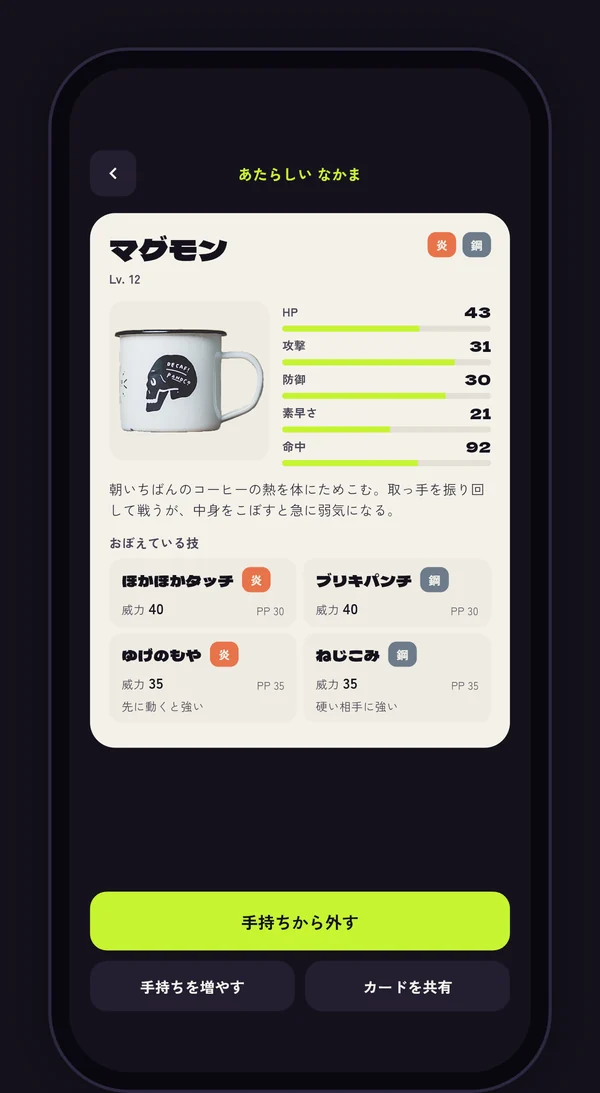 あたらしい なかま
マグモン
炎 鋼
Lv. 12
HP 43
攻撃 31
防御 30
素早さ 21
命中 92
DECAF?
朝いちばんのコーヒーの熱を体にためこむ。取っ手を振り回
して戦うが、中身をこぼすと急に弱気になる。
おぼえている技
ほかほかタッチ 炎
威力 40 PP 30
ブリキパンチ 鋼
威力 40 PP 30
ゆげのもや 炎
威力 35 PP 35
先に動くと強い
ねじこみ 鋼
威力 35 PP 35
硬い相手に強い
手持ちから外す
手持ちを増やす
カードを共有